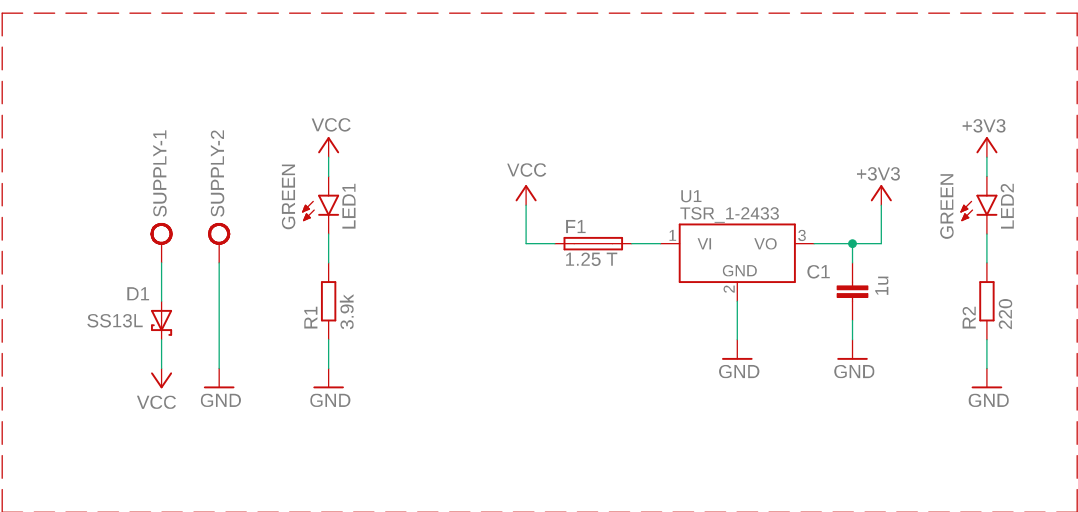 SUPPLY-1
SUPPLY-2
D1
SS13L
VCC
GND
VCC
GREEN
LED1
R1
3.9k
GND
VCC
F1
1.25 T
U1
TSR_1-2433
1
VI
VO
3
GND
2
GND
+3V3
C1
1u
GND
+3V3
GREEN
LED2
R2
220
GND